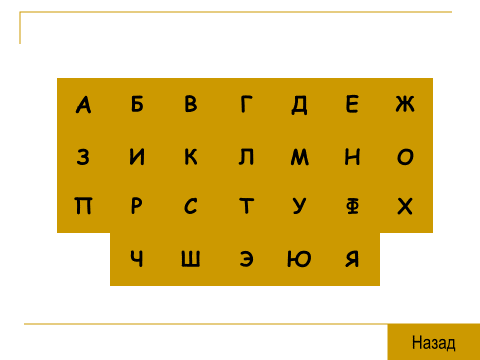 А Б В Г Д Е Ж
З И К Л М Н О
П Р С Т У Ф Х
Ч Ш Э Ю Я
Назад